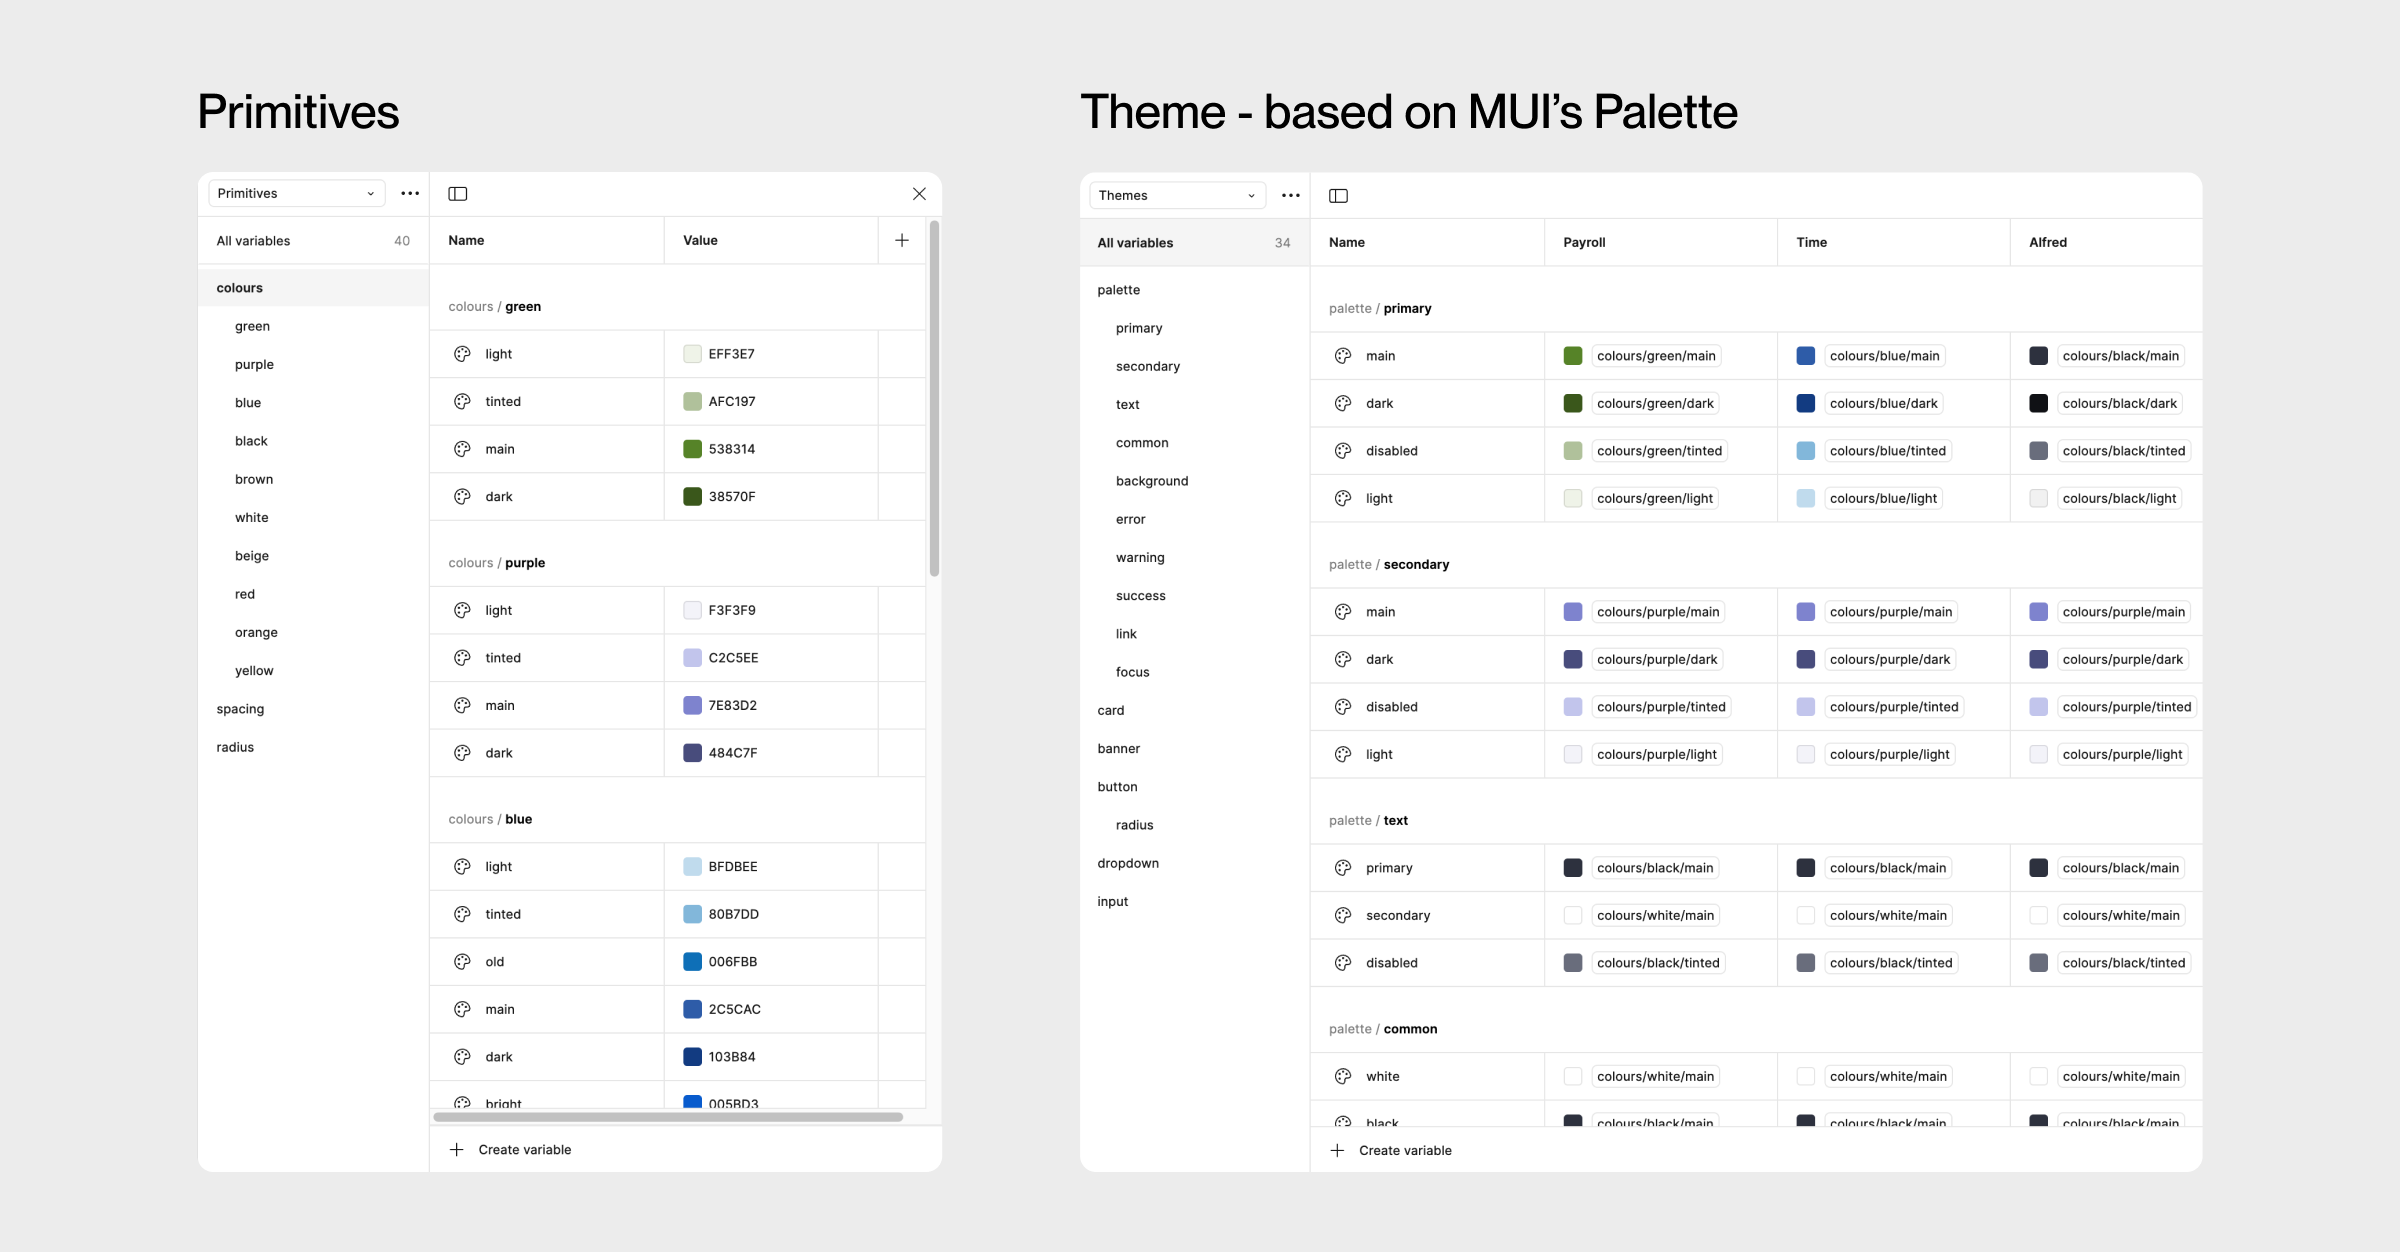 Primitives
Primitives
All variables 40
colours
green
purple
blue
black
brown
white
beige
red
orange
yellow
spacing
radius
Name Value
colours / green
light EFF3E7
tinted AFC197
main 538314
dark 38570F
colours / purple
light F3F3F9
tinted C2C5EE
main 7E83D2
dark 484C7F
colours / blue
light BFDBEE
tinted 80B7DD
old 006FBB
main 2C5CAC
dark 103B84
bright 005BD3
Create variable
Theme - based on MUI’s Palette
Themes
All variables 34
palette
primary
secondary
text
common
background
error
warning
success
link
focus
card
banner
button
radius
dropdown
input
Name Payroll Time Alfred
palette / primary
main colours/green/main colours/blue/main colours/black/main
dark colours/green/dark colours/blue/dark colours/black/dark
disabled colours/green/tinted colours/blue/tinted colours/black/tinted
light colours/green/light colours/blue/light colours/black/light
palette / secondary
main colours/purple/main colours/purple/main colours/purple/main
dark colours/purple/dark colours/purple/dark colours/purple/dark
disabled colours/purple/tinted colours/purple/tinted colours/purple/tinted
light colours/purple/light colours/purple/light colours/purple/light
palette / text
primary colours/black/main colours/black/main colours/black/main
secondary colours/white/main colours/white/main colours/white/main
disabled colours/black/tinted colours/black/tinted colours/black/tinted
palette / common
white colours/white/main colours/white/main colours/white/main
black colours/black/main colours/black/main colours/black/main
Create variable